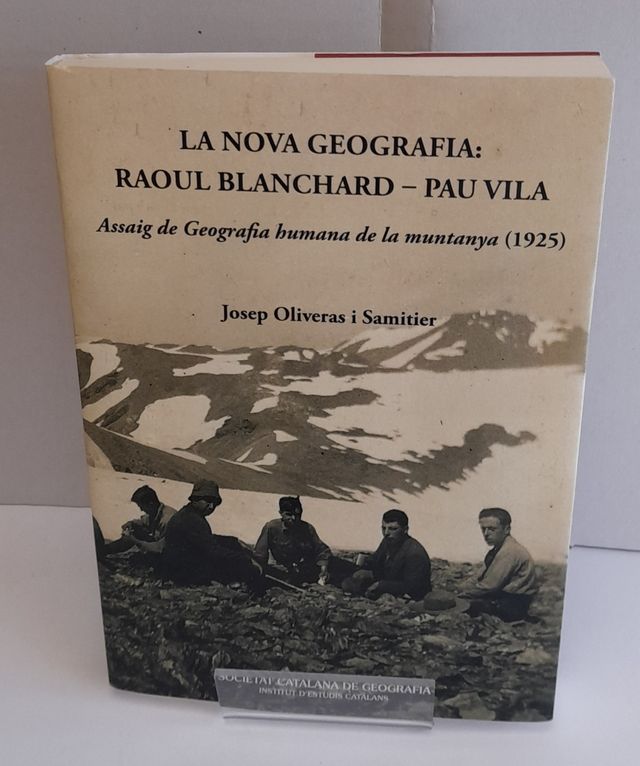 LA NOVA GEOGRAFIA:
RAOUL BLANCHARD – PAU VILA
Assaig de Geografia humana de la muntanya (1925)
Josep Oliveras i Samitier
SOCIETAT CATALANA DE GEOGRAFIA
INSTITUT D'ESTUDIS CATALANS